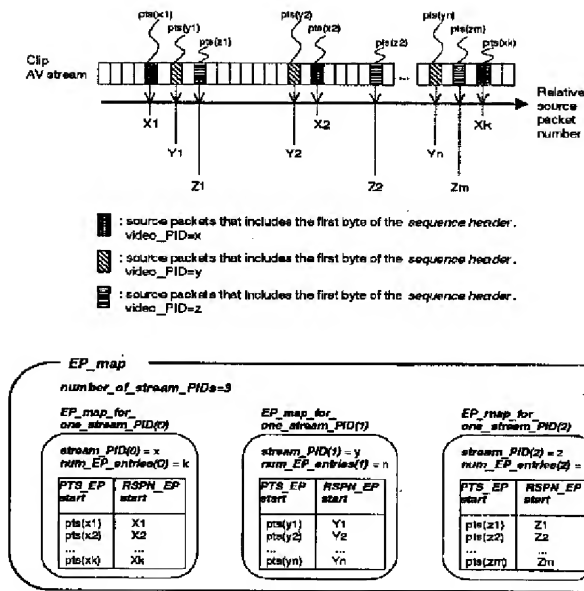 pts(x1)
pts(y1)
pts(z1)
pts(y2)
pts(x2)
pts(z2)
pts(yn)
pts(zm)
pts(xk)
Clip
AV stream
...
Relative
source
packet
number
X1
Y1
Z1
Y2
X2
Z2
Yn
Zm
Xk
: source packets that includes the first byte of the sequence header.
video_PID=x
: source packets that includes the first byte of the sequence header.
video_PID=y
: source packets that includes the first byte of the sequence header.
video_PID=z
EP_map
number_of_stream_PIDs=3
EP_map_for_
one_stream_PID(0)
stream_PID(0) = x
num_EP_entries(0) = k
PTS_EP RSPN_EP
start start
pts(x1) X1
pts(x2) X2
... ...
pts(xk) Xk
EP_map_for_
one_stream_PID(1)
stream_PID(1) = y
num_EP_entries(1) = n
PTS_EP RSPN_EP
start start
pts(y1) Y1
pts(y2) Y2
... ...
pts(yn) Yn
EP_map_for_
one_stream_PID(2)
stream_PID(2) = z
num_EP_entries(2) =
PTS_EP RSPN_EP
start start
pts(z1) Z1
pts(z2) Z2
... ...
pts(zm) Zm